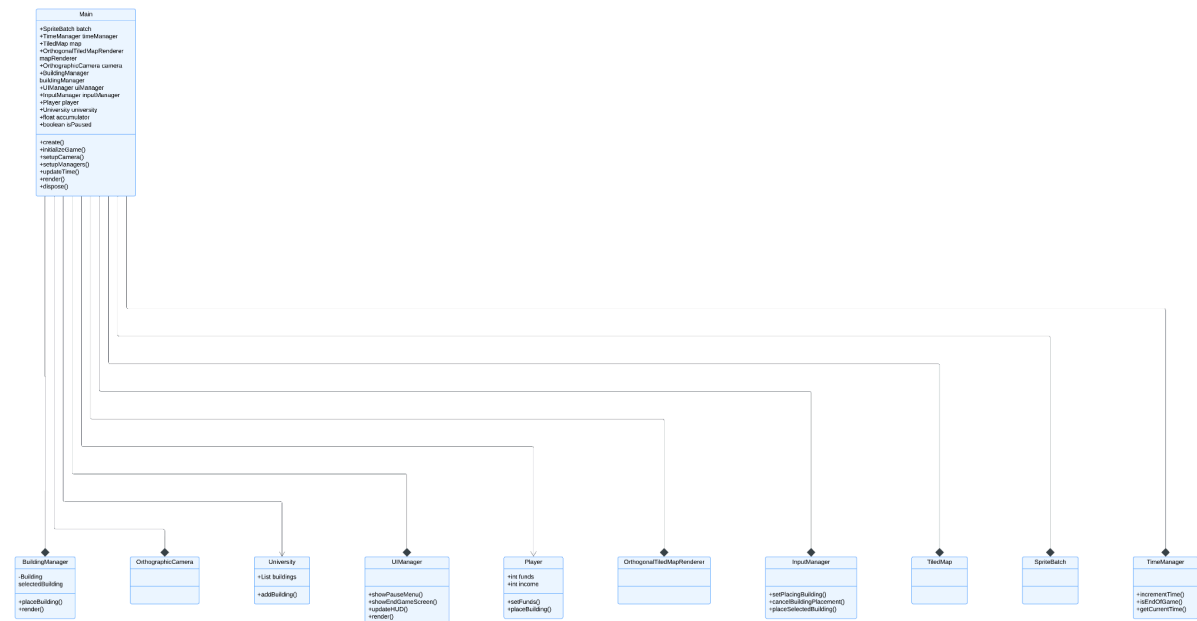 Main
+SpriteBatch batch
+TimeManager timeManager
+TiledMap map
+OrthogonalTiledMapRenderer
mapRenderer
+OrthographicCamera camera
+BuildingManager
buildingManager
+UIManager uiManager
+InputManager inputManager
+Player player
+University university
+float accumulator
+boolean isPaused
+create()
+initializeGame()
+setupCamera()
+setupManagers()
+updateTime()
+render()
+dispose()
BuildingManager
-Building
selectedBuilding
+placeBuilding()
+render()
OrthographicCamera
University
+List buildings
+addBuilding()
UIManager
+showPauseMenu()
+showEndGameScreen()
+updateHUD()
+render()
Player
+int funds
+int income
+setFunds()
+placeBuilding()
OrthogonalTiledMapRenderer
InputManager
+setPlacingBuilding()
+cancelBuildingPlacement()
+placeSelectedBuilding()
TiledMap
SpriteBatch
TimeManager
+incrementTime()
+isEndOfGame()
+getCurrentTime()